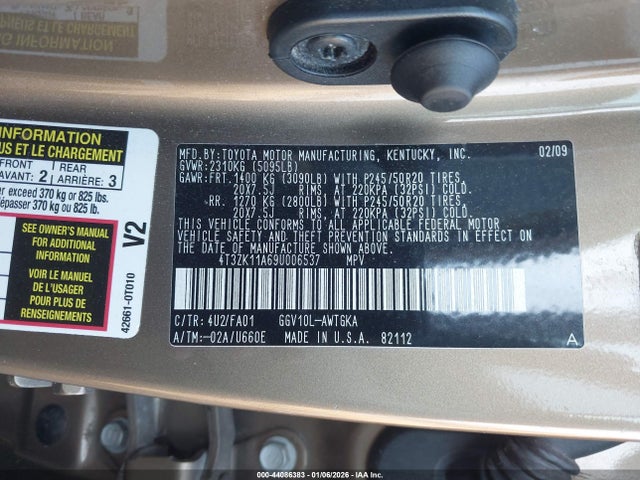 INFORMATION
US ET LE CHARGEMENT
FRONT
AVANT: 2
REAR
ARRIÈRE: 3
er exceed 370 kg or 825 lbs.
épasser 370 kg ou 825 lb.
SEE OWNER'S MANUAL
FOR ADDITIONAL
INFORMATION
VOIR LE MANUEL
DE L'USAGER
POUR PLUS DE
RENSEIGNEMENTS
V2
42661-0T010
MFD.BY:TOYOTA MOTOR MANUFACTURING, KENTUCKY, INC. 02/09
GVWR:2310KG (5095LB)
GAWR:FRT.1400 KG (3090LB) WITH P245/50R20 TIRES
20X7.5J RIMS, AT 220KPA (32PSI) COLD.
RR. 1270 KG (2800LB) WITH P245/50R20 TIRES
20X7.5J RIMS, AT 220KPA (32PSI) COLD.
THIS VEHICLE CONFORMS TO ALL APPLICABLE FEDERAL MOTOR
VEHICLE SAFETY AND THEFT PREVENTION STANDARDS IN EFFECT ON
THE DATE OF MANUFACTURE SHOWN ABOVE.
4T3ZK11A69U006537 MPV
C/TR: 4U2/FA01 GGV10L-AWTGKA
A/TM:-02A/U660E MADE IN U.S.A. 82112 A
000-44086383 - 01/06/2026 - IAA Inc.